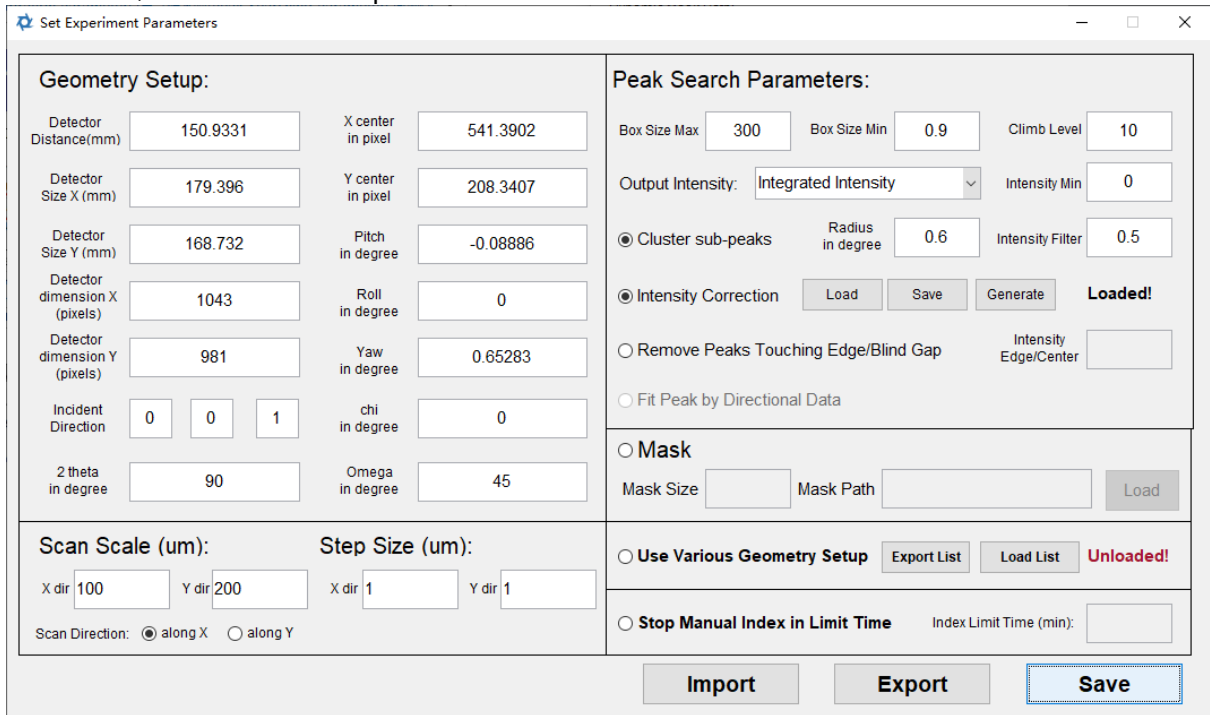 Set Experiment Parameters
Geometry Setup:
Detector
Distance(mm)
150.9331
X center
in pixel
541.3902
Detector
Size X (mm)
179.396
Y center
in pixel
208.3407
Detector
Size Y (mm)
168.732
Pitch
in degree
-0.08886
Detector
dimension X
(pixels)
1043
Roll
in degree
0
Detector
dimension Y
(pixels)
981
Yaw
in degree
0.65283
Incident
Direction
0 0 1
chi
in degree
0
2 theta
in degree
90
Omega
in degree
45
Scan Scale (um): Step Size (um):
X dir 100 Y dir 200 X dir 1 Y dir 1
Scan Direction: along X along Y
Peak Search Parameters:
Box Size Max 300 Box Size Min 0.9 Climb Level 10
Output Intensity: Integrated Intensity Intensity Min 0
Cluster sub-peaks
Radius
in degree
0.6 Intensity Filter 0.5
Intensity Correction Load Save Generate Loaded!
Remove Peaks Touching Edge/Blind Gap
Intensity
Edge/Center
Fit Peak by Directional Data
Mask
Mask Size Mask Path Load
Use Various Geometry Setup Export List Load List Unloaded!
Stop Manual Index in Limit Time Index Limit Time (min):
Import Export Save